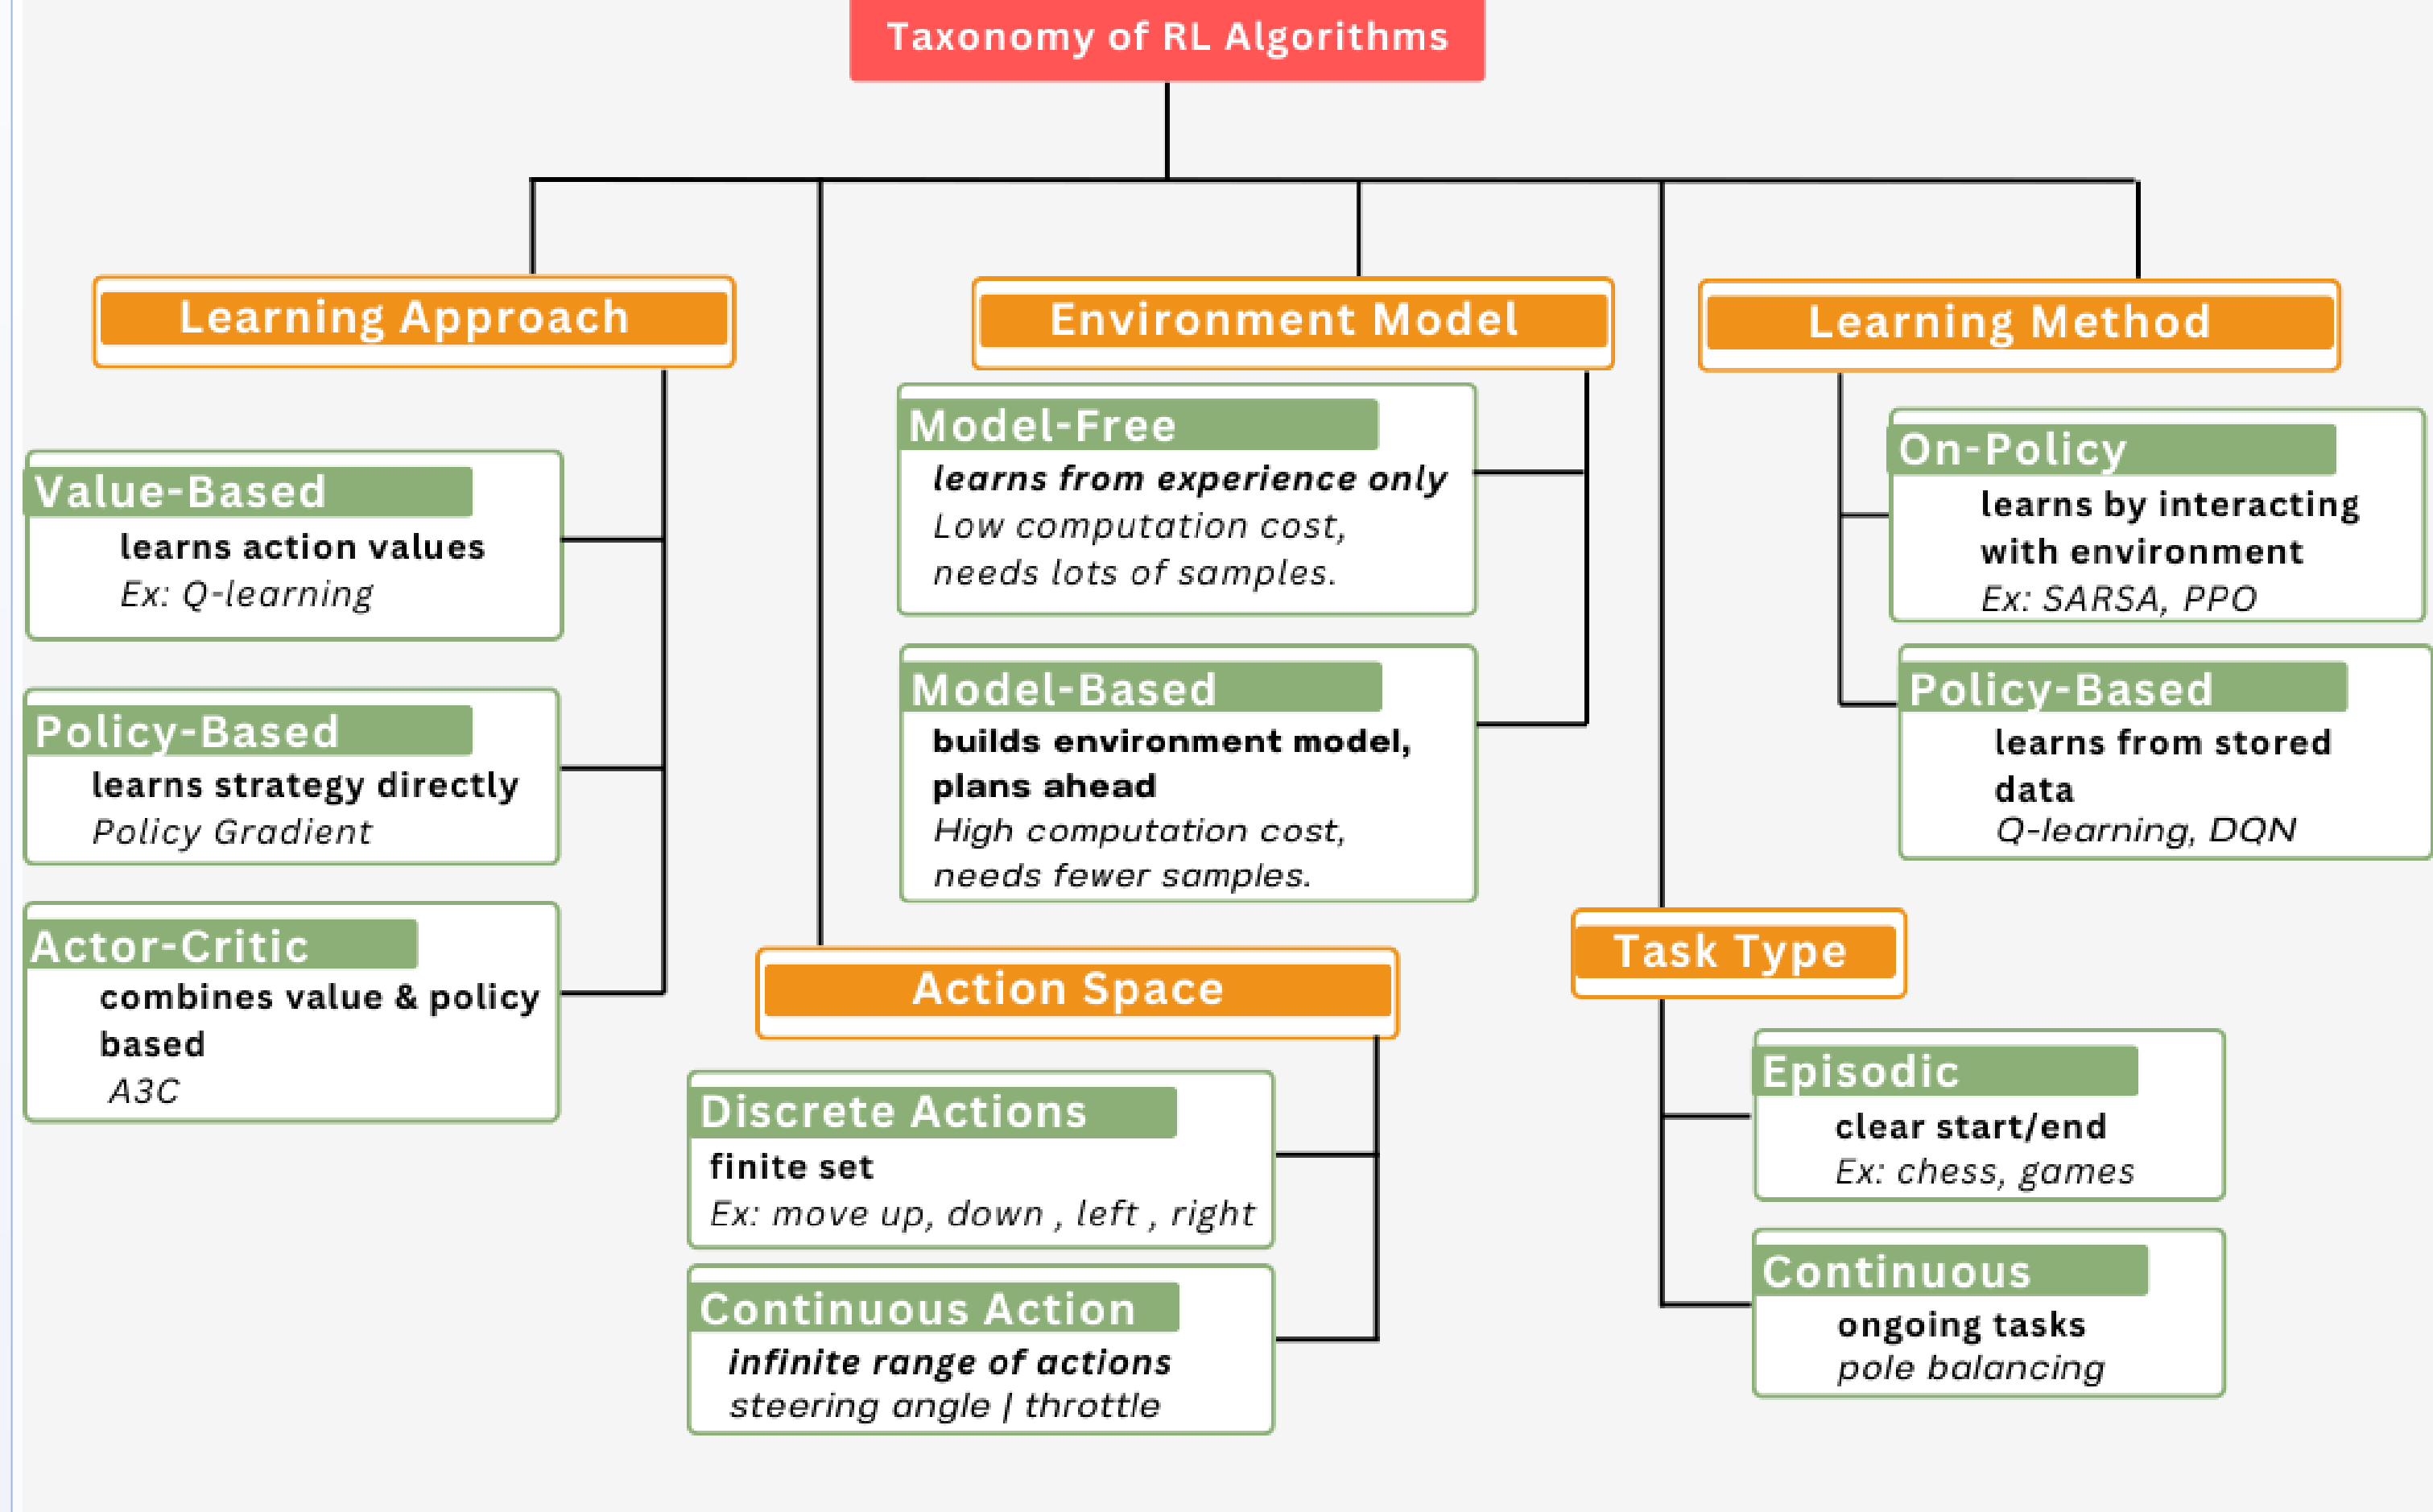 Taxonomy of RL Algorithms
Learning Approach
Value-Based
learns action values
Ex: Q-learning
Policy-Based
learns strategy directly
Policy Gradient
Actor-Critic
combines value & policy
based
A3C
Environment Model
Model-Free
learns from experience only
Low computation cost,
needs lots of samples.
Model-Based
builds environment model,
plans ahead
High computation cost,
needs fewer samples.
Learning Method
On-Policy
learns by interacting
with environment
Ex: SARSA, PPO
Policy-Based
learns from stored
data
Q-learning, DQN
Action Space
Discrete Actions
finite set
Ex: move up, down , left , right
Continuous Action
infinite range of actions
steering angle | throttle
Task Type
Episodic
clear start/end
Ex: chess, games
Continuous
ongoing tasks
pole balancing